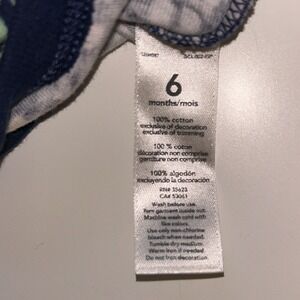 6
months/mois
100% cotton
exclusive of decoration
exclusive of trimming
100 % coton
décoration non comprise
garniture non comprise
100% algodón
excluyendo la decoración
RN# 35623
CA# 53063
Wash before use.
Turn garment inside out.
Machine wash cold with
like colors.
Use only non-chlorine
bleach when needed.
Tumble dry medium.
Warm iron if needed.
Do not iron decoration.